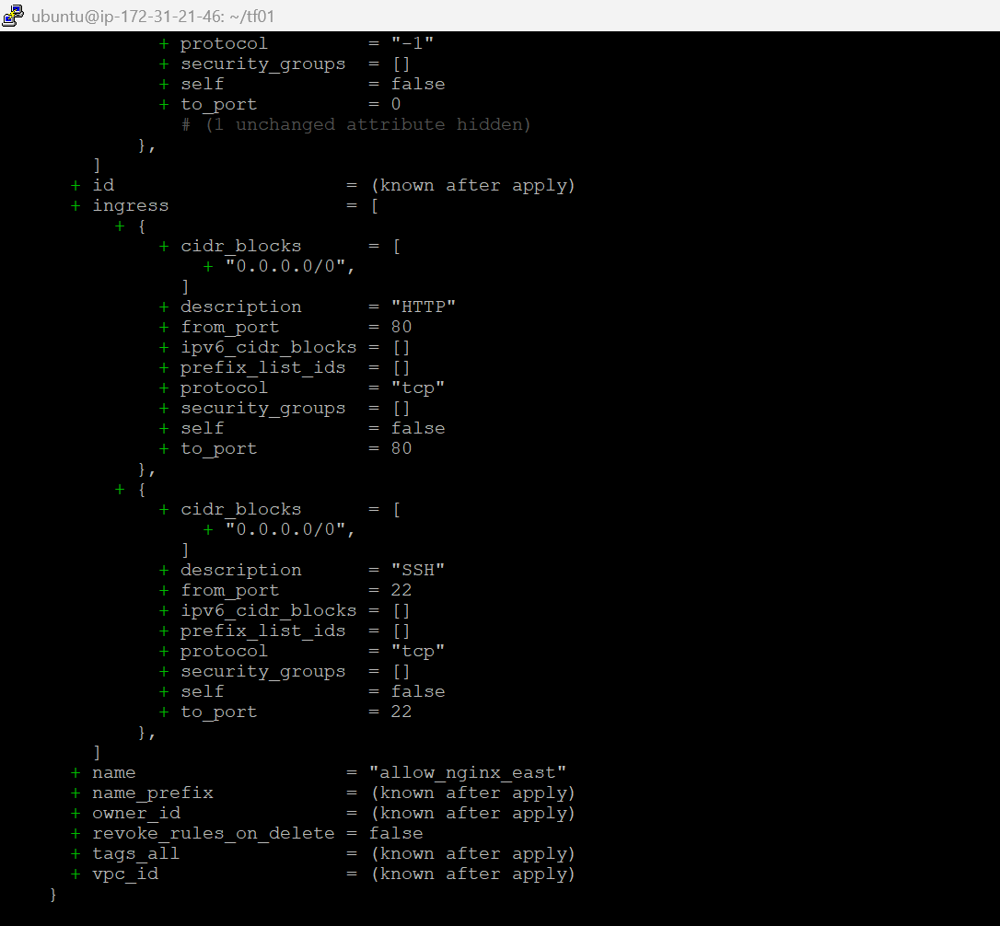 ubuntu@ip-172-31-21-46: ~/tf01
              + protocol         = "-1"
              + security_groups  = []
              + self             = false
              + to_port          = 0
                # (1 unchanged attribute hidden)
            },
        ]
      + id                     = (known after apply)
      + ingress                = [
          + {
              + cidr_blocks      = [
                  + "0.0.0.0/0",
                ]
              + description      = "HTTP"
              + from_port        = 80
              + ipv6_cidr_blocks = []
              + prefix_list_ids  = []
              + protocol         = "tcp"
              + security_groups  = []
              + self             = false
              + to_port          = 80
            },
          + {
              + cidr_blocks      = [
                  + "0.0.0.0/0",
                ]
              + description      = "SSH"
              + from_port        = 22
              + ipv6_cidr_blocks = []
              + prefix_list_ids  = []
              + protocol         = "tcp"
              + security_groups  = []
              + self             = false
              + to_port          = 22
            },
        ]
      + name                   = "allow_nginx_east"
      + name_prefix            = (known after apply)
      + owner_id               = (known after apply)
      + revoke_rules_on_delete = false
      + tags_all               = (known after apply)
      + vpc_id                 = (known after apply)
    }